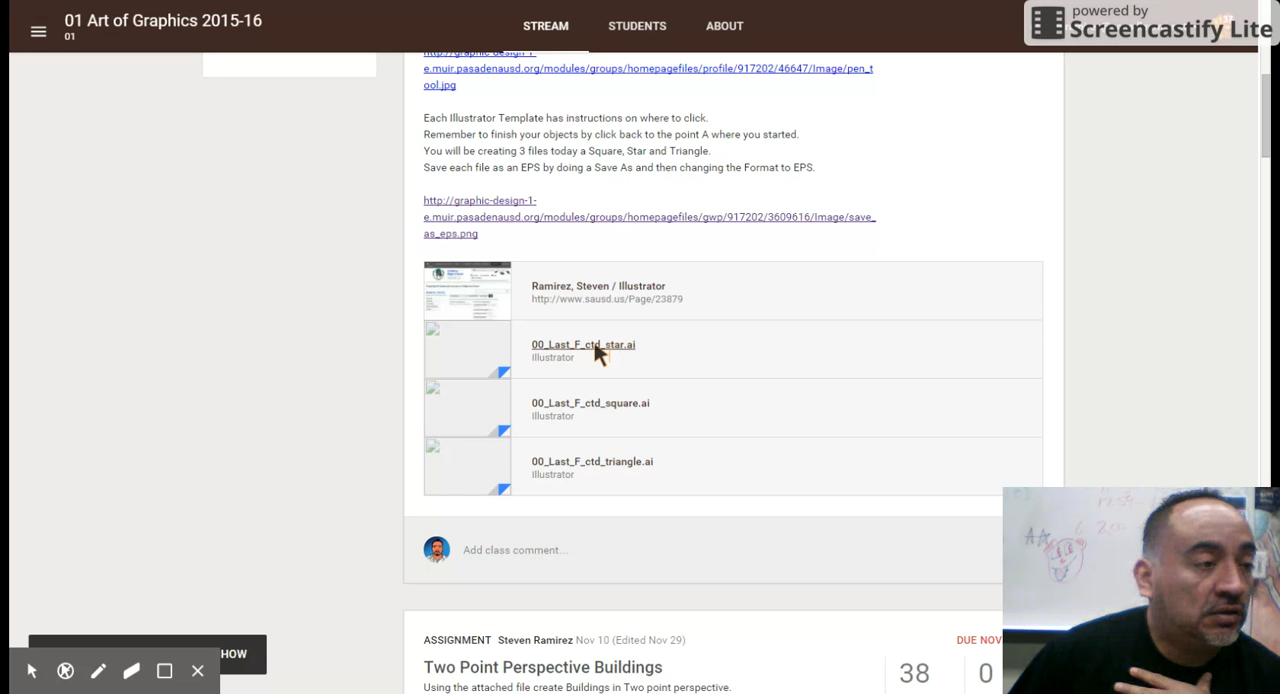 01 Art of Graphics 2015-16
01
STREAM
STUDENTS
ABOUT
powered by
Screencastify Lite
http://graphic-design-1-
e.muir.pasadenausd.org/modules/groups/homepagefiles/profile/917202/46647/Image/pen_t
ool.jpg
Each Illustrator Template has instructions on where to click.
Remember to finish your objects by click back to the point A where you started.
You will be creating 3 files today a Square, Star and Triangle.
Save each file as an EPS by doing a Save As and then changing the Format to EPS.
http://graphic-design-1-
e.muir.pasadenausd.org/modules/groups/homepagefiles/gwp/917202/3609616/Image/save_
as_eps.png
Ramirez, Steven / Illustrator
http://www.sausd.us/Page/23879
00_Last_F_ctd_star.ai
Illustrator
00_Last_F_ctd_square.ai
Illustrator
00_Last_F_ctd_triangle.ai
Illustrator
Add class comment...
AA
ASSIGNMENT Steven Ramirez Nov 10 (Edited Nov 29)
DUE NOV
Two Point Perspective Buildings
38
0
Using the attached file create Buildings in Two point perspective.
HOW